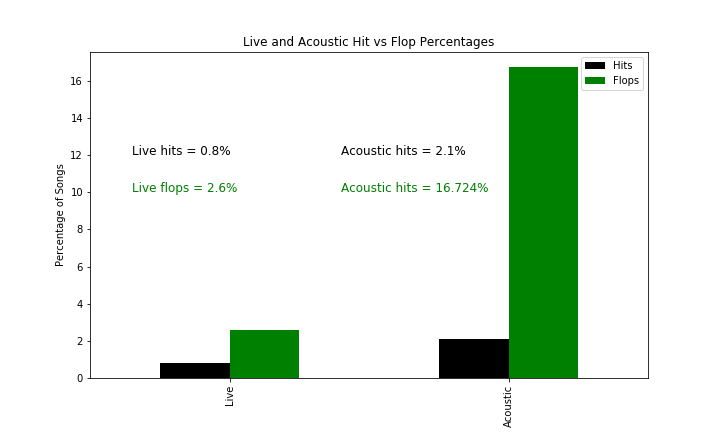 Live and Acoustic Hit vs Flop Percentages
Hits
Flops
16
14
12
10
8
6
4
2
0
Percentage of Songs
Live hits = 0.8%
Acoustic hits = 2.1%
Live flops = 2.6%
Acoustic hits = 16.724%
Live
Acoustic